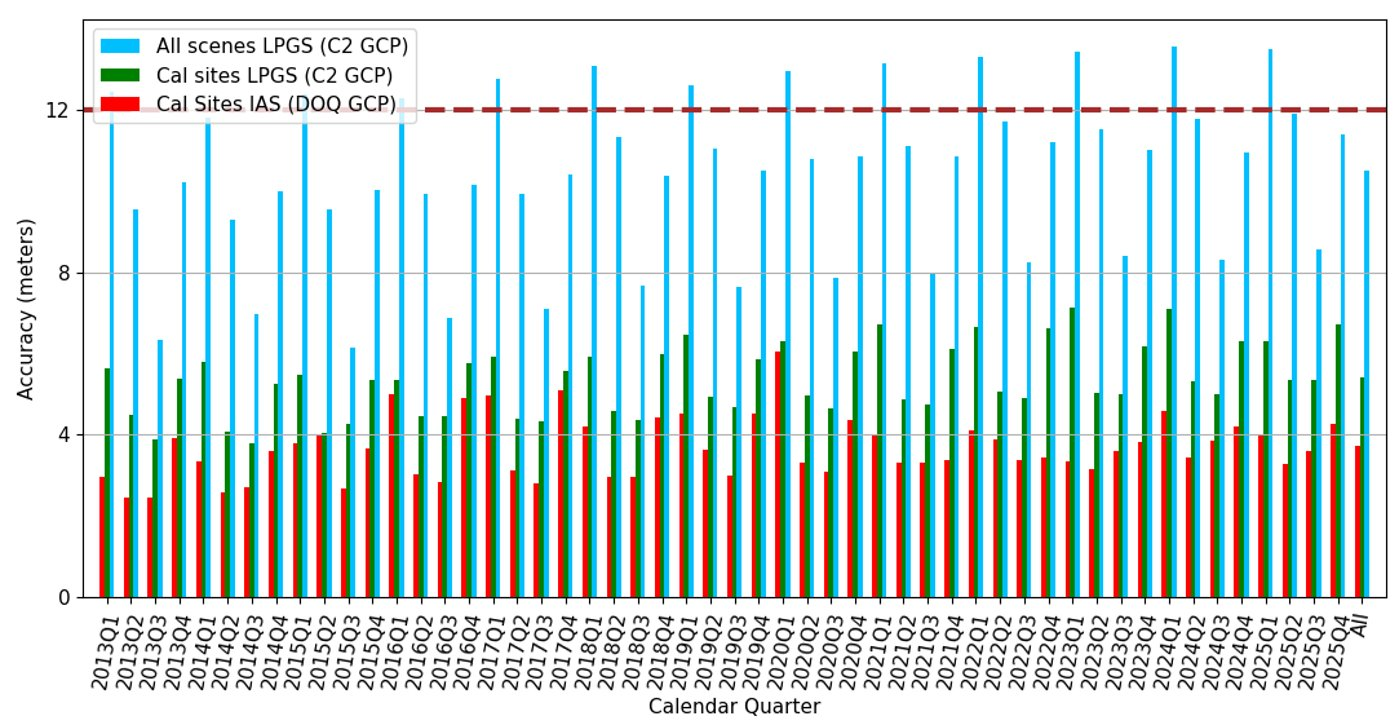 All scenes LPGS (C2 GCP)
Cal sites LPGS (C2 GCP)
Cal Sites IAS (DOQ GCP)
12
8
4
0
Accuracy (meters)
2013Q1
2013Q2
2013Q3
2013Q4
2014Q1
2014Q2
2014Q3
2014Q4
2015Q1
2015Q2
2015Q3
2015Q4
2016Q1
2016Q2
2016Q3
2016Q4
2017Q1
2017Q2
2017Q3
2017Q4
2018Q1
2018Q2
2018Q3
2018Q4
2019Q1
2019Q2
2019Q3
2019Q4
2020Q1
2020Q2
2020Q3
2020Q4
2021Q1
2021Q2
2021Q3
2021Q4
2022Q1
2022Q2
2022Q3
2022Q4
2023Q1
2023Q2
2023Q3
2023Q4
2024Q1
2024Q2
2024Q3
2024Q4
2025Q1
2025Q2
2025Q3
2025Q4
All
Calendar Quarter